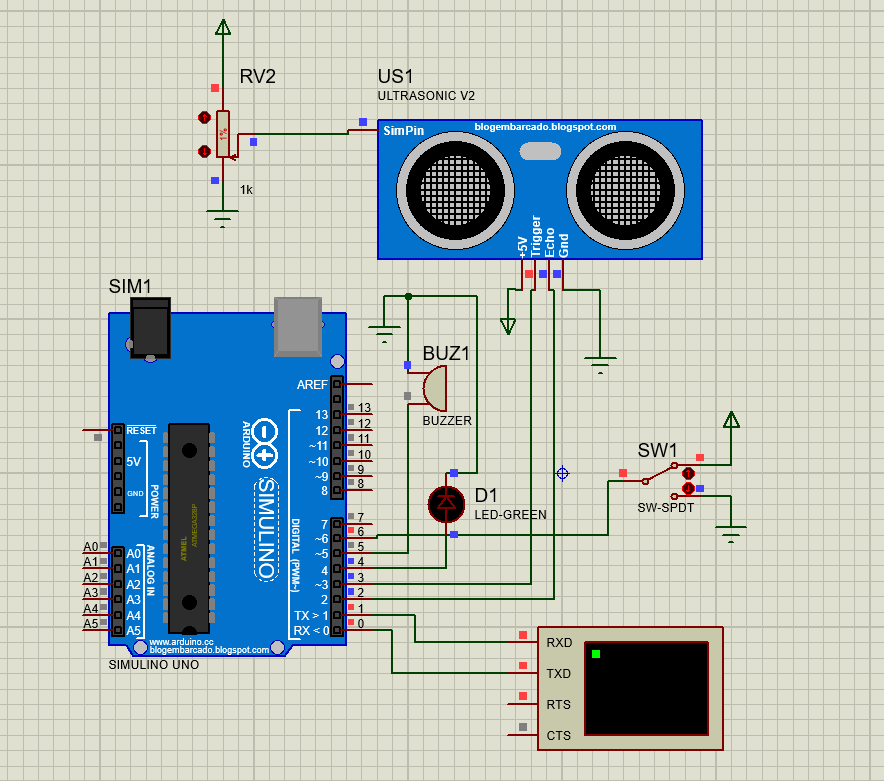 RV2
1%
1k
US1
ULTRASONIC V2
blogembarcado.blogspot.com
SimPin
+5V
Trigger
Echo
Gnd
SIM1
AREF
13 13
12 12
~11 11
~10 10
~9 9
8 8
RESET
5V
GND
POWER
ARDUINO
SIMULINO
ATMEL
ATMEGA328P
7 7
~6 6
~5 5
4 4
~3 3
2 2
TX > 1 1
RX < 0 0
DIGITAL (PWM~)
ANALOG IN
A0 A0
A1 A1
A2 A2
A3 A3
A4 A4
A5 A5
www.arduino.cc
blogembarcado.blogspot.com
SIMULINO UNO
BUZ1
BUZZER
D1
LED-GREEN
SW1
SW-SPDT
RXD
TXD
RTS
CTS